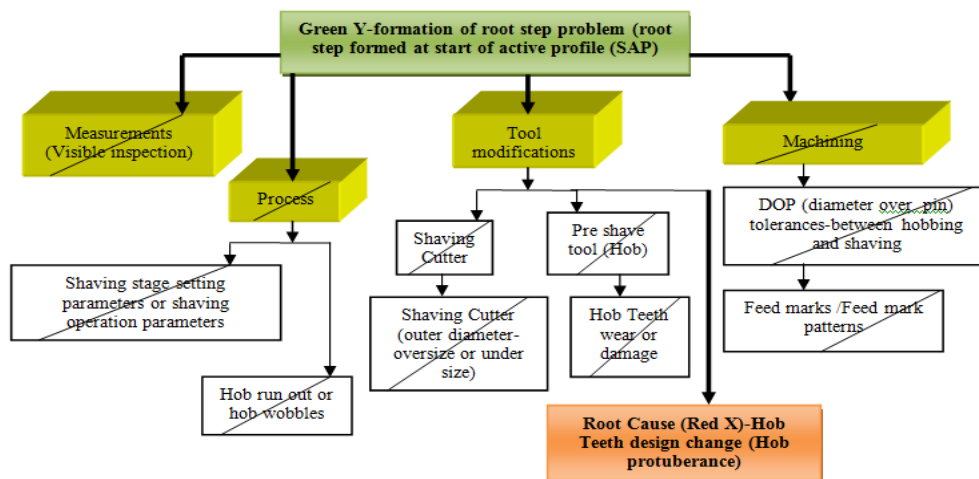 Green Y-formation of root step problem (root
step formed at start of active profile (SAP)
Measurements
(Visible inspection)
Process
Tool
modifications
Machining
Shaving stage setting
parameters or shaving
operation parameters
Hob run out or
hob wobbles
Shaving
Cutter
Shaving Cutter
(outer diameter-
oversize or under
size)
Pre shave
tool (Hob)
Hob Teeth
wear or
damage
Root Cause (Red X)-Hob
Teeth design change (Hob
protuberance)
DOP (diameter over pin)
tolerances-between hobbing
and shaving
Feed marks /Feed mark
patterns